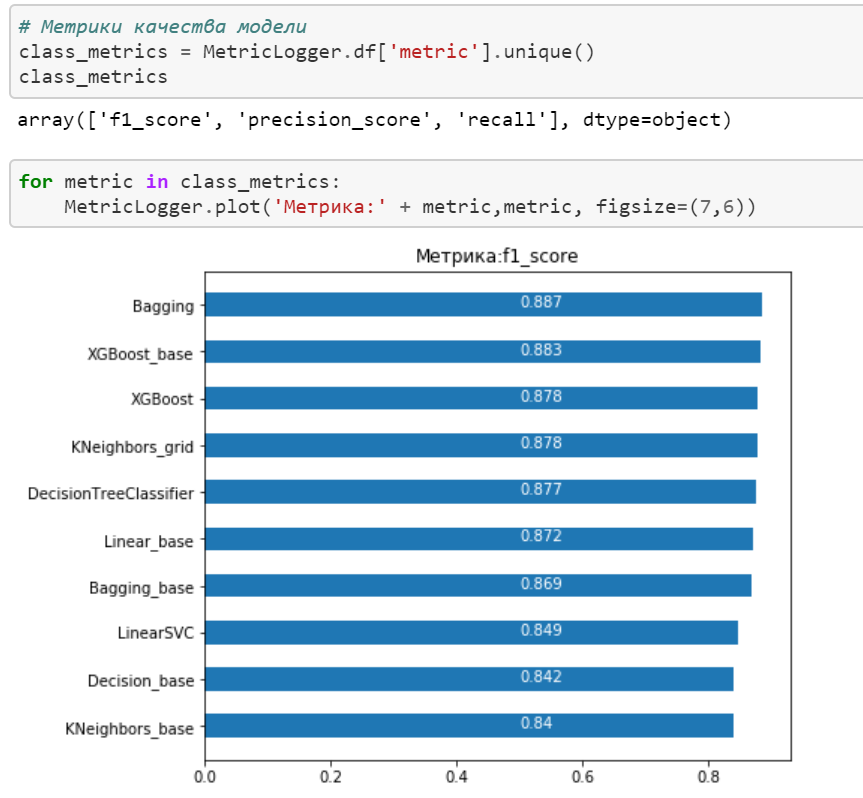 # Метрики качества модели
class_metrics = MetricLogger.df['metric'].unique()
class_metrics
array(['f1_score', 'precision_score', 'recall'], dtype=object)
for metric in class_metrics:
    MetricLogger.plot('Метрика:' + metric,metric, figsize=(7,6))
Метрика:f1_score
Bagging 0.887
XGBoost_base 0.883
XGBoost 0.878
KNeighbors_grid 0.878
DecisionTreeClassifier 0.877
Linear_base 0.872
Bagging_base 0.869
LinearSVC 0.849
Decision_base 0.842
KNeighbors_base 0.84
0.0 0.2 0.4 0.6 0.8